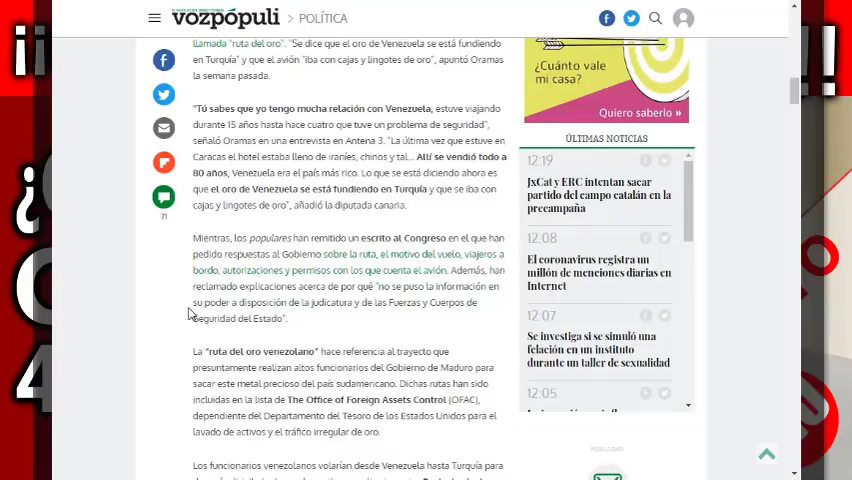 vozpópuli
POLÍTICA
llamada "ruta del oro". "Se dice que el oro de Venezuela se está fundiendo
en Turquía" y que el avión "iba con cajas y lingotes de oro", apuntó Oramas
la semana pasada.
"Tú sabes que yo tengo mucha relación con Venezuela, estuve viajando
durante 15 años hasta hace cuatro que tuve un problema de seguridad",
señaló Oramas en una entrevista en Antena 3. "La última vez que estuve en
Caracas el hotel estaba lleno de iraníes, chinos y tal... Allí se vendió todo a
80 años, Venezuela era el país más rico. Lo que se está diciendo ahora es
que el oro de Venezuela se está fundiendo en Turquía y que se iba con
cajas y lingotes de oro", añadió la diputada canaria.
Mientras, los populares han remitido un escrito al Congreso en el que han
pedido respuestas al Gobierno sobre la ruta, el motivo del vuelo, viajeros a
bordo, autorizaciones y permisos con los que cuenta el avión. Además, han
reclamado explicaciones acerca de por qué "no se puso la información en
su poder a disposición de la judicatura y de las Fuerzas y Cuerpos de
Seguridad del Estado".
La "ruta del oro venezolano" hace referencia al trayecto que
presuntamente realizan altos funcionarios del Gobierno de Maduro para
sacar este metal precioso del país sudamericano. Dichas rutas han sido
incluidas en la lista de The Office of Foreign Assets Control (OFAC),
dependiente del Departamento del Tesoro de los Estados Unidos para el
lavado de activos y el tráfico irregular de oro.
Los funcionarios venezolanos volarían desde Venezuela hasta Turquía para
71
¿Cuánto vale
mi casa?
Quiero saberlo »
ÚLTIMAS NOTICIAS
12:19
JxCat y ERC intentan sacar
partido del campo catalán en la
precampaña
12:08
El coronavirus registra un
millón de menciones diarias en
Internet
12:07
Se investiga si se simuló una
felación en un instituto
durante un taller de sexualidad
12:05
PUBLICIDAD